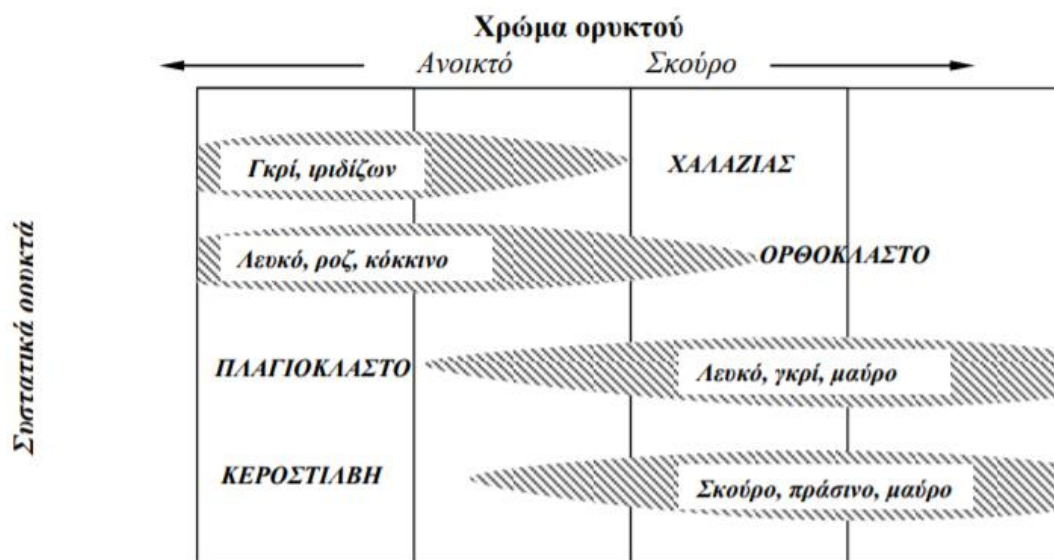 Χρώμα ορυκτού
Ανοικτό Σκούρο
Γκρί, ιριδίζων ΧΑΛΑΖΙΑΣ
Λευκό, ροζ, κόκκινο ΟΡΘΟΚΛΑΣΤΟ
ΠΛΑΓΙΟΚΛΑΣΤΟ Λευκό, γκρί, μαύρο
ΚΕΡΟΣΤΙΛΒΗ Σκούρο, πράσινο, μαύρο
Συστατικά ορυκτά